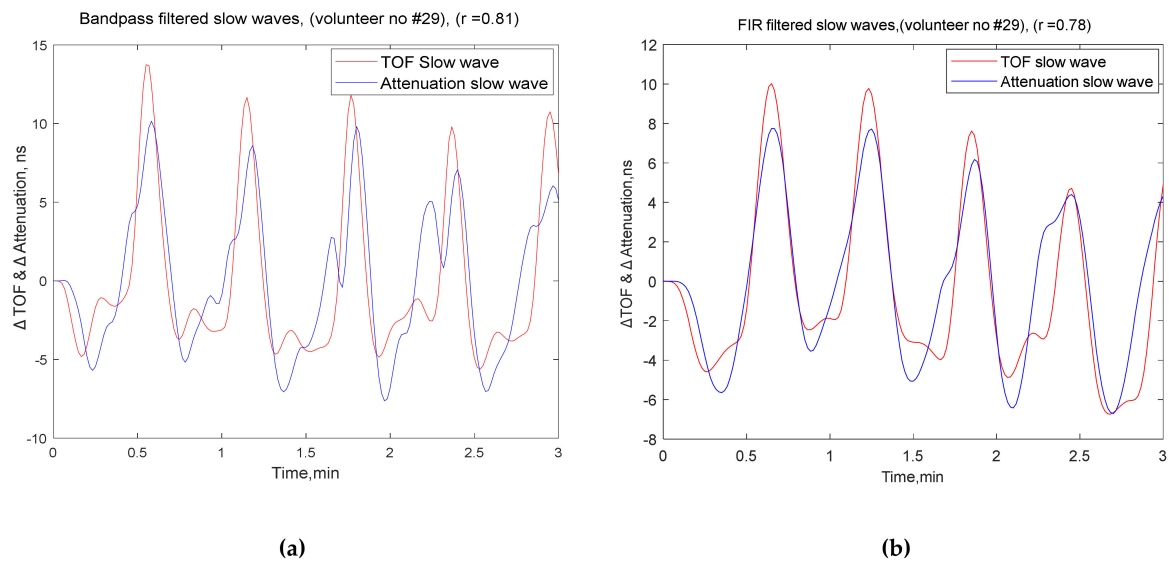 Bandpass filtered slow waves, (volunteer no #29), (r =0.81)
15
10
5
0
-5
-10
Δ TOF & Δ Attenuation, ns
TOF Slow wave
Attenuation slow wave
0 0.5 1 1.5 2 2.5 3
Time,min
(a)
FIR filtered slow waves,(volunteer no #29), (r =0.78)
12
10
8
6
4
2
0
-2
-4
-6
-8
ΔTOF & Δ Attenuation,ns
TOF slow wave
Attenuation slow wave
0 0.5 1 1.5 2 2.5 3
Time,min
(b)